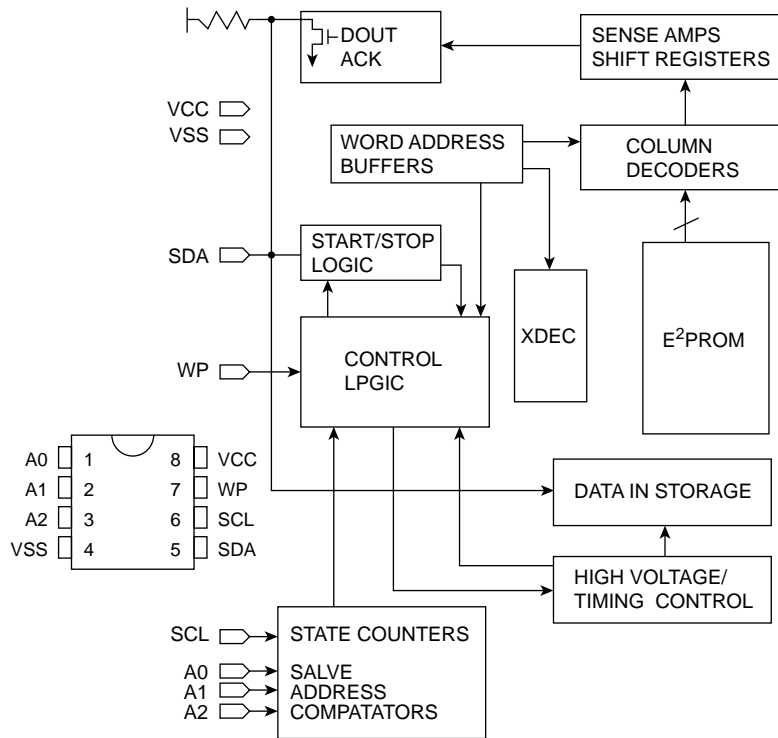 DOUT
ACK
SENSE AMPS
SHIFT REGISTERS
VCC
VSS
WORD ADDRESS
BUFFERS
COLUMN
DECODERS
SDA
START/STOP
LOGIC
XDEC
E²PROM
WP
CONTROL
LPGIC
A0 1 8 VCC
A1 2 7 WP
A2 3 6 SCL
VSS 4 5 SDA
DATA IN STORAGE
HIGH VOLTAGE/
TIMING CONTROL
SCL STATE COUNTERS
A0 SALVE
A1 ADDRESS
A2 COMPATATORS